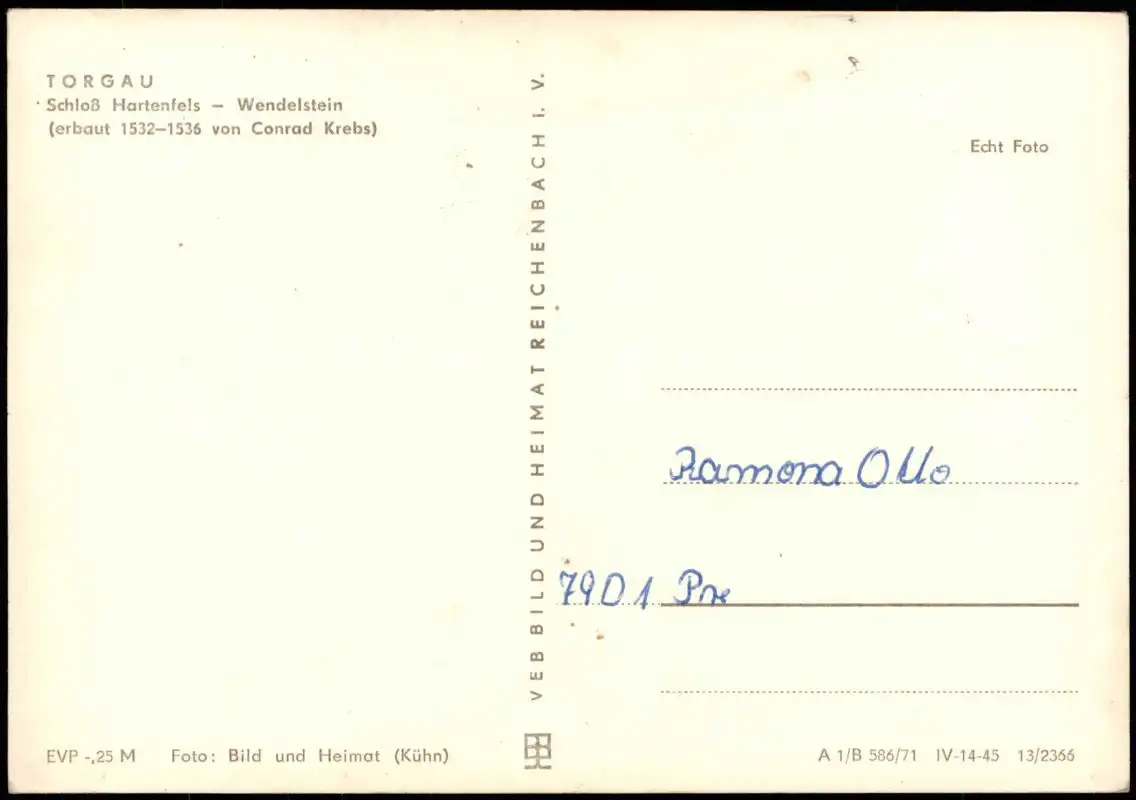 TORGAU
Schloß Hartenfels – Wendelstein
(erbaut 1532–1536 von Conrad Krebs)
VEB BILD UND HEIMAT REICHENBACH I. V.
Echt Foto
Ramona Otto
7901 Pre
EVP -,25 M Foto: Bild und Heimat (Kühn)
A 1/B 586/71 IV-14-45 13/2366